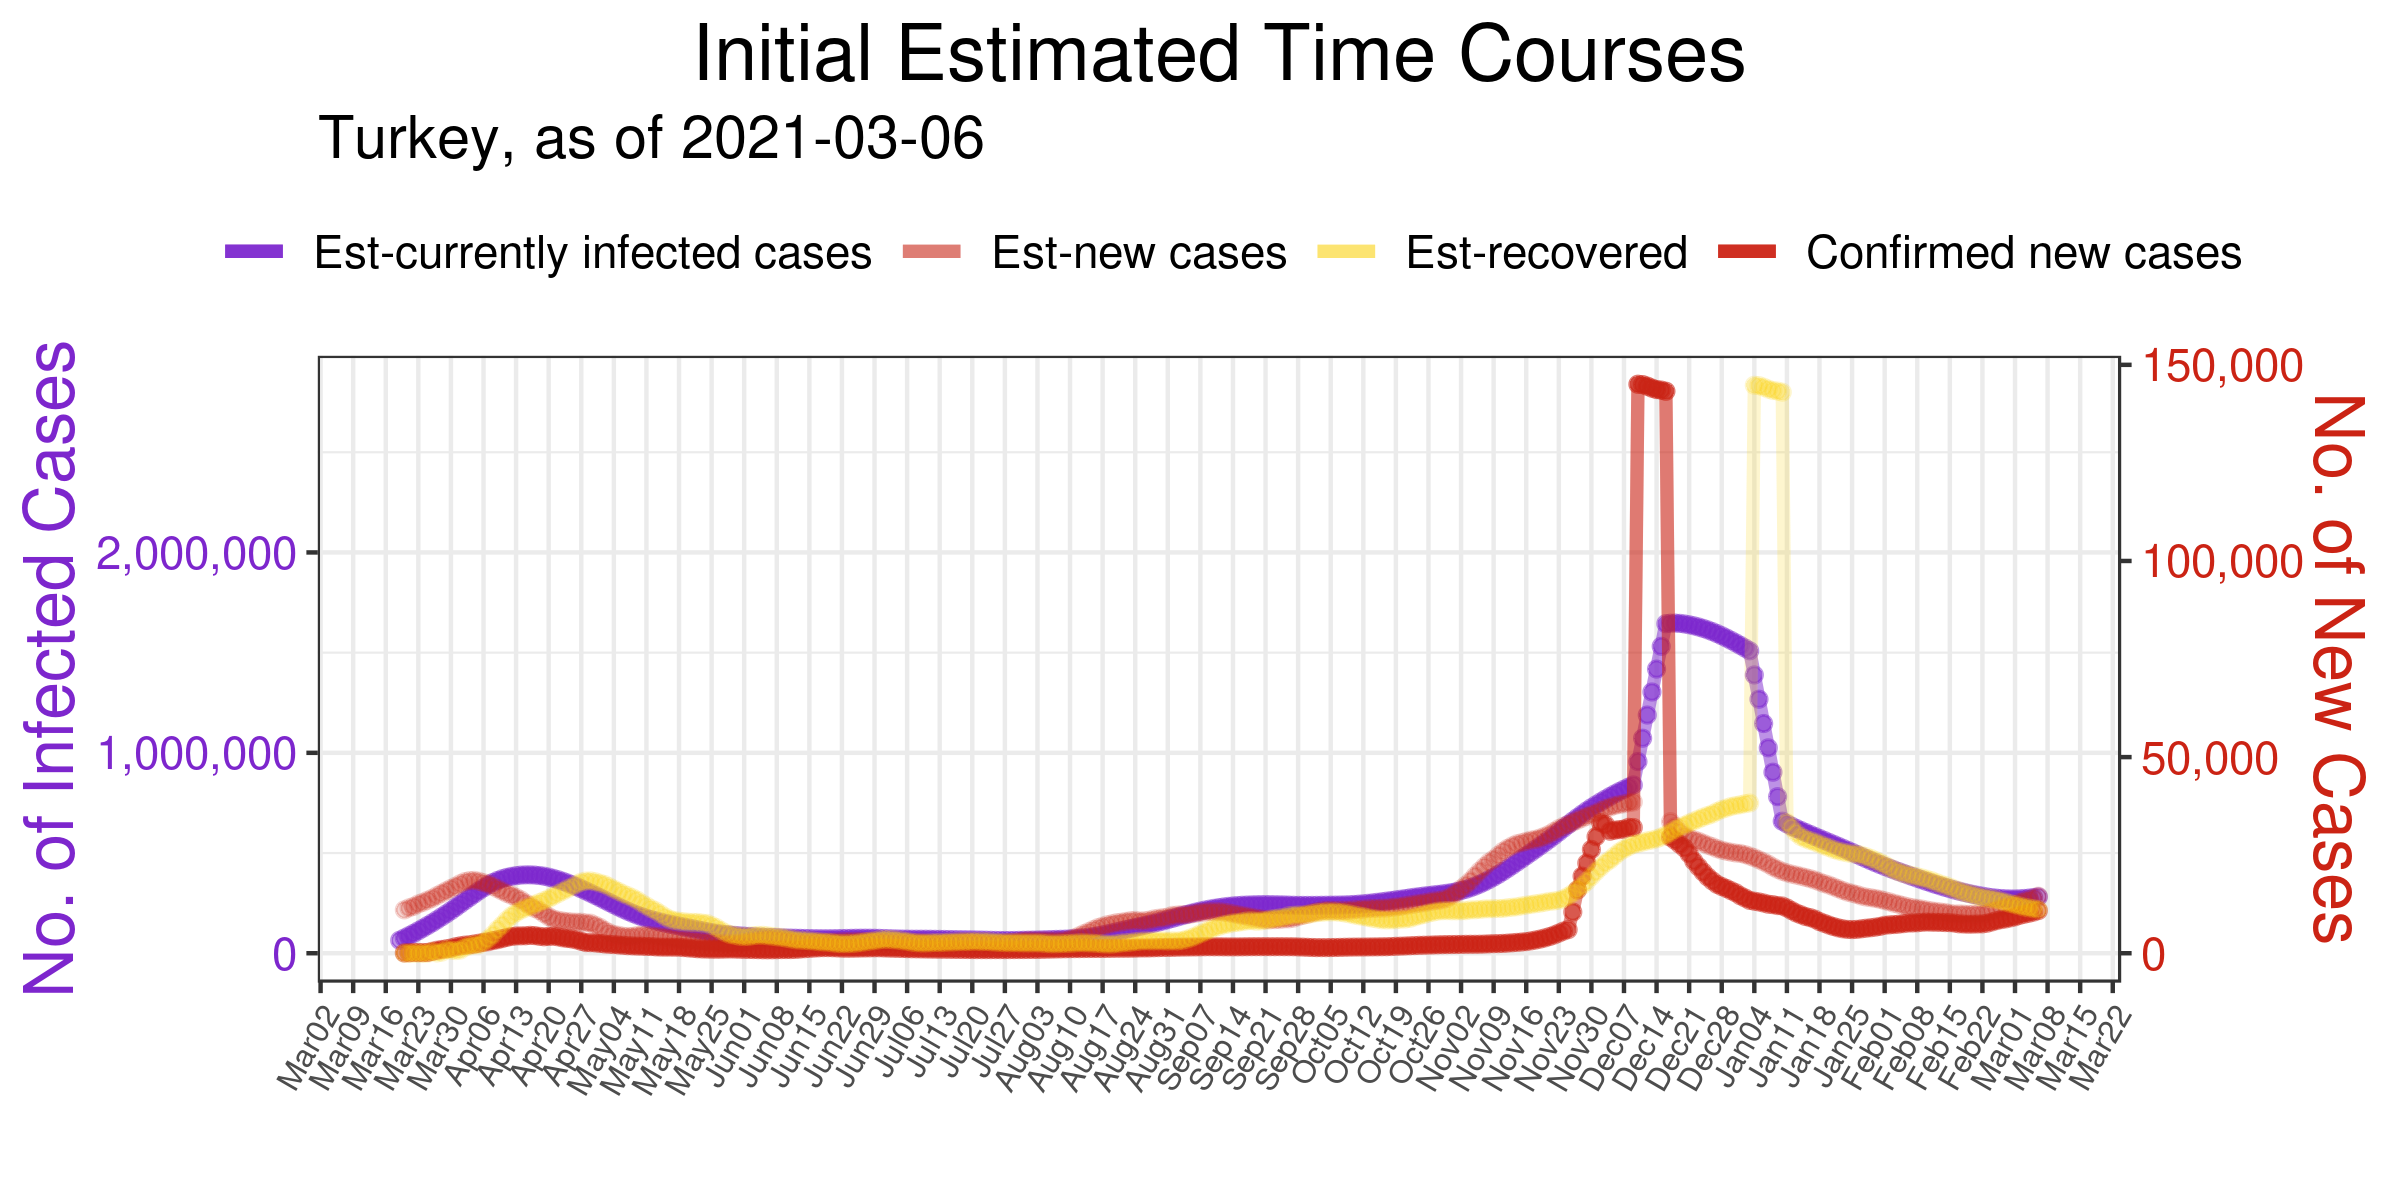 Initial Estimated Time Courses
Turkey, as of 2021-03-06
Est-currently infected cases Est-new cases Est-recovered Confirmed new cases
No. of Infected Cases
2,000,000
1,000,000
0
150,000
100,000
50,000
0
No. of New Cases
Mar02 Mar09 Mar16 Mar23 Mar30 Apr06 Apr13 Apr20 Apr27 May04 May11 May18 May25 Jun01 Jun08 Jun15 Jun22 Jun29 Jul06 Jul13 Jul20 Jul27 Aug03 Aug10 Aug17 Aug24 Aug31 Sep07 Sep14 Sep21 Sep28 Oct05 Oct12 Oct19 Oct26 Nov02 Nov09 Nov16 Nov23 Nov30 Dec07 Dec14 Dec21 Dec28 Jan04 Jan11 Jan18 Jan25 Feb01 Feb08 Feb15 Feb22 Mar01 Mar08 Mar15 Mar22